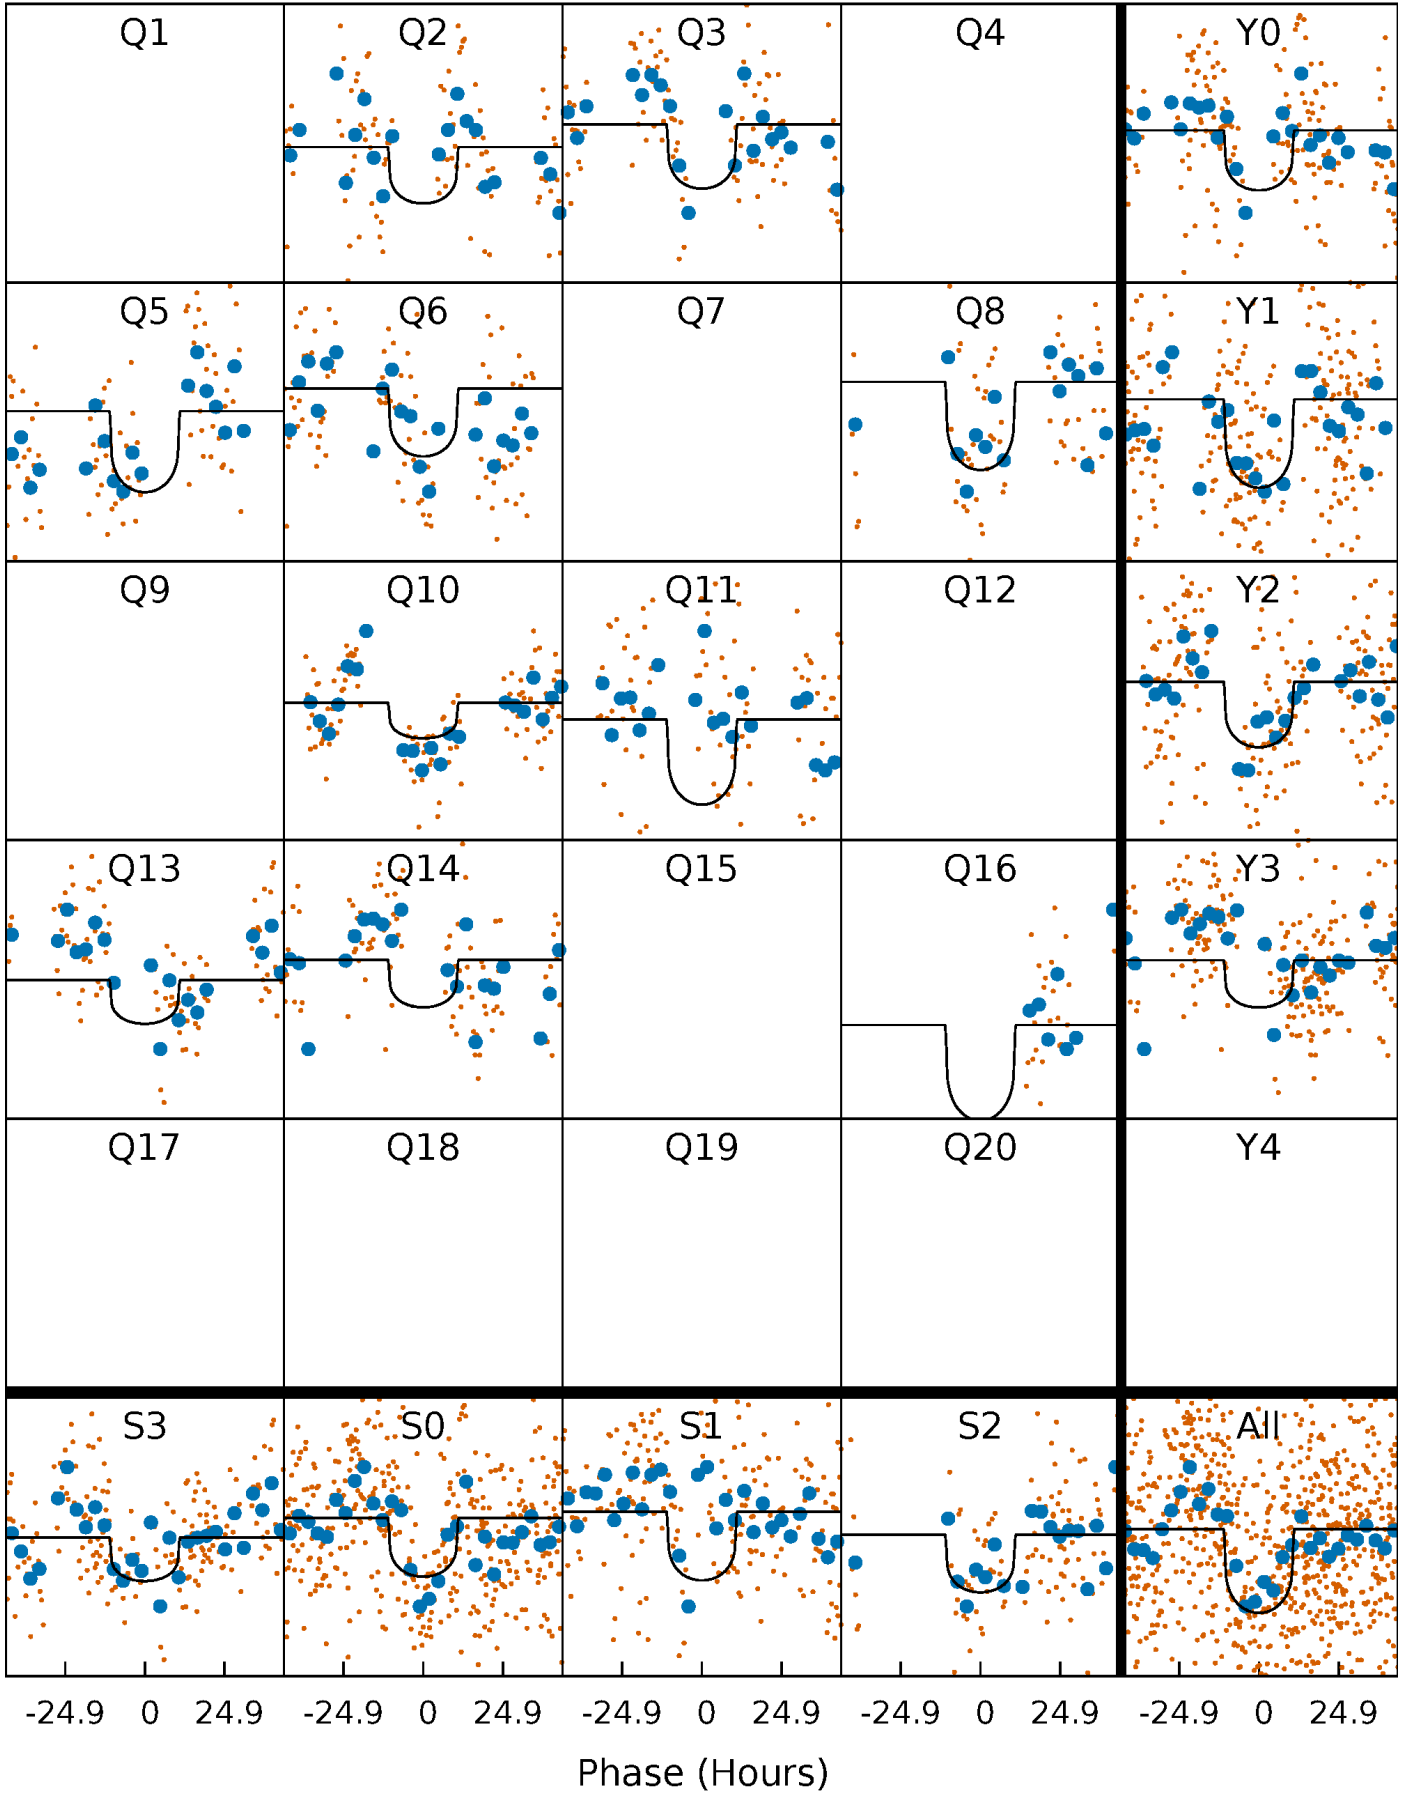 Q1 Q2 Q3 Q4 Y0
Q5 Q6 Q7 Q8 Y1
Q9 Q10 Q11 Q12 Y2
Q13 Q14 Q15 Q16 Y3
Q17 Q18 Q19 Q20 Y4
S3 S0 S1 S2 All
-24.9 0 24.9 -24.9 0 24.9 -24.9 0 24.9 -24.9 0 24.9 -24.9 0 24.9
Phase (Hours)